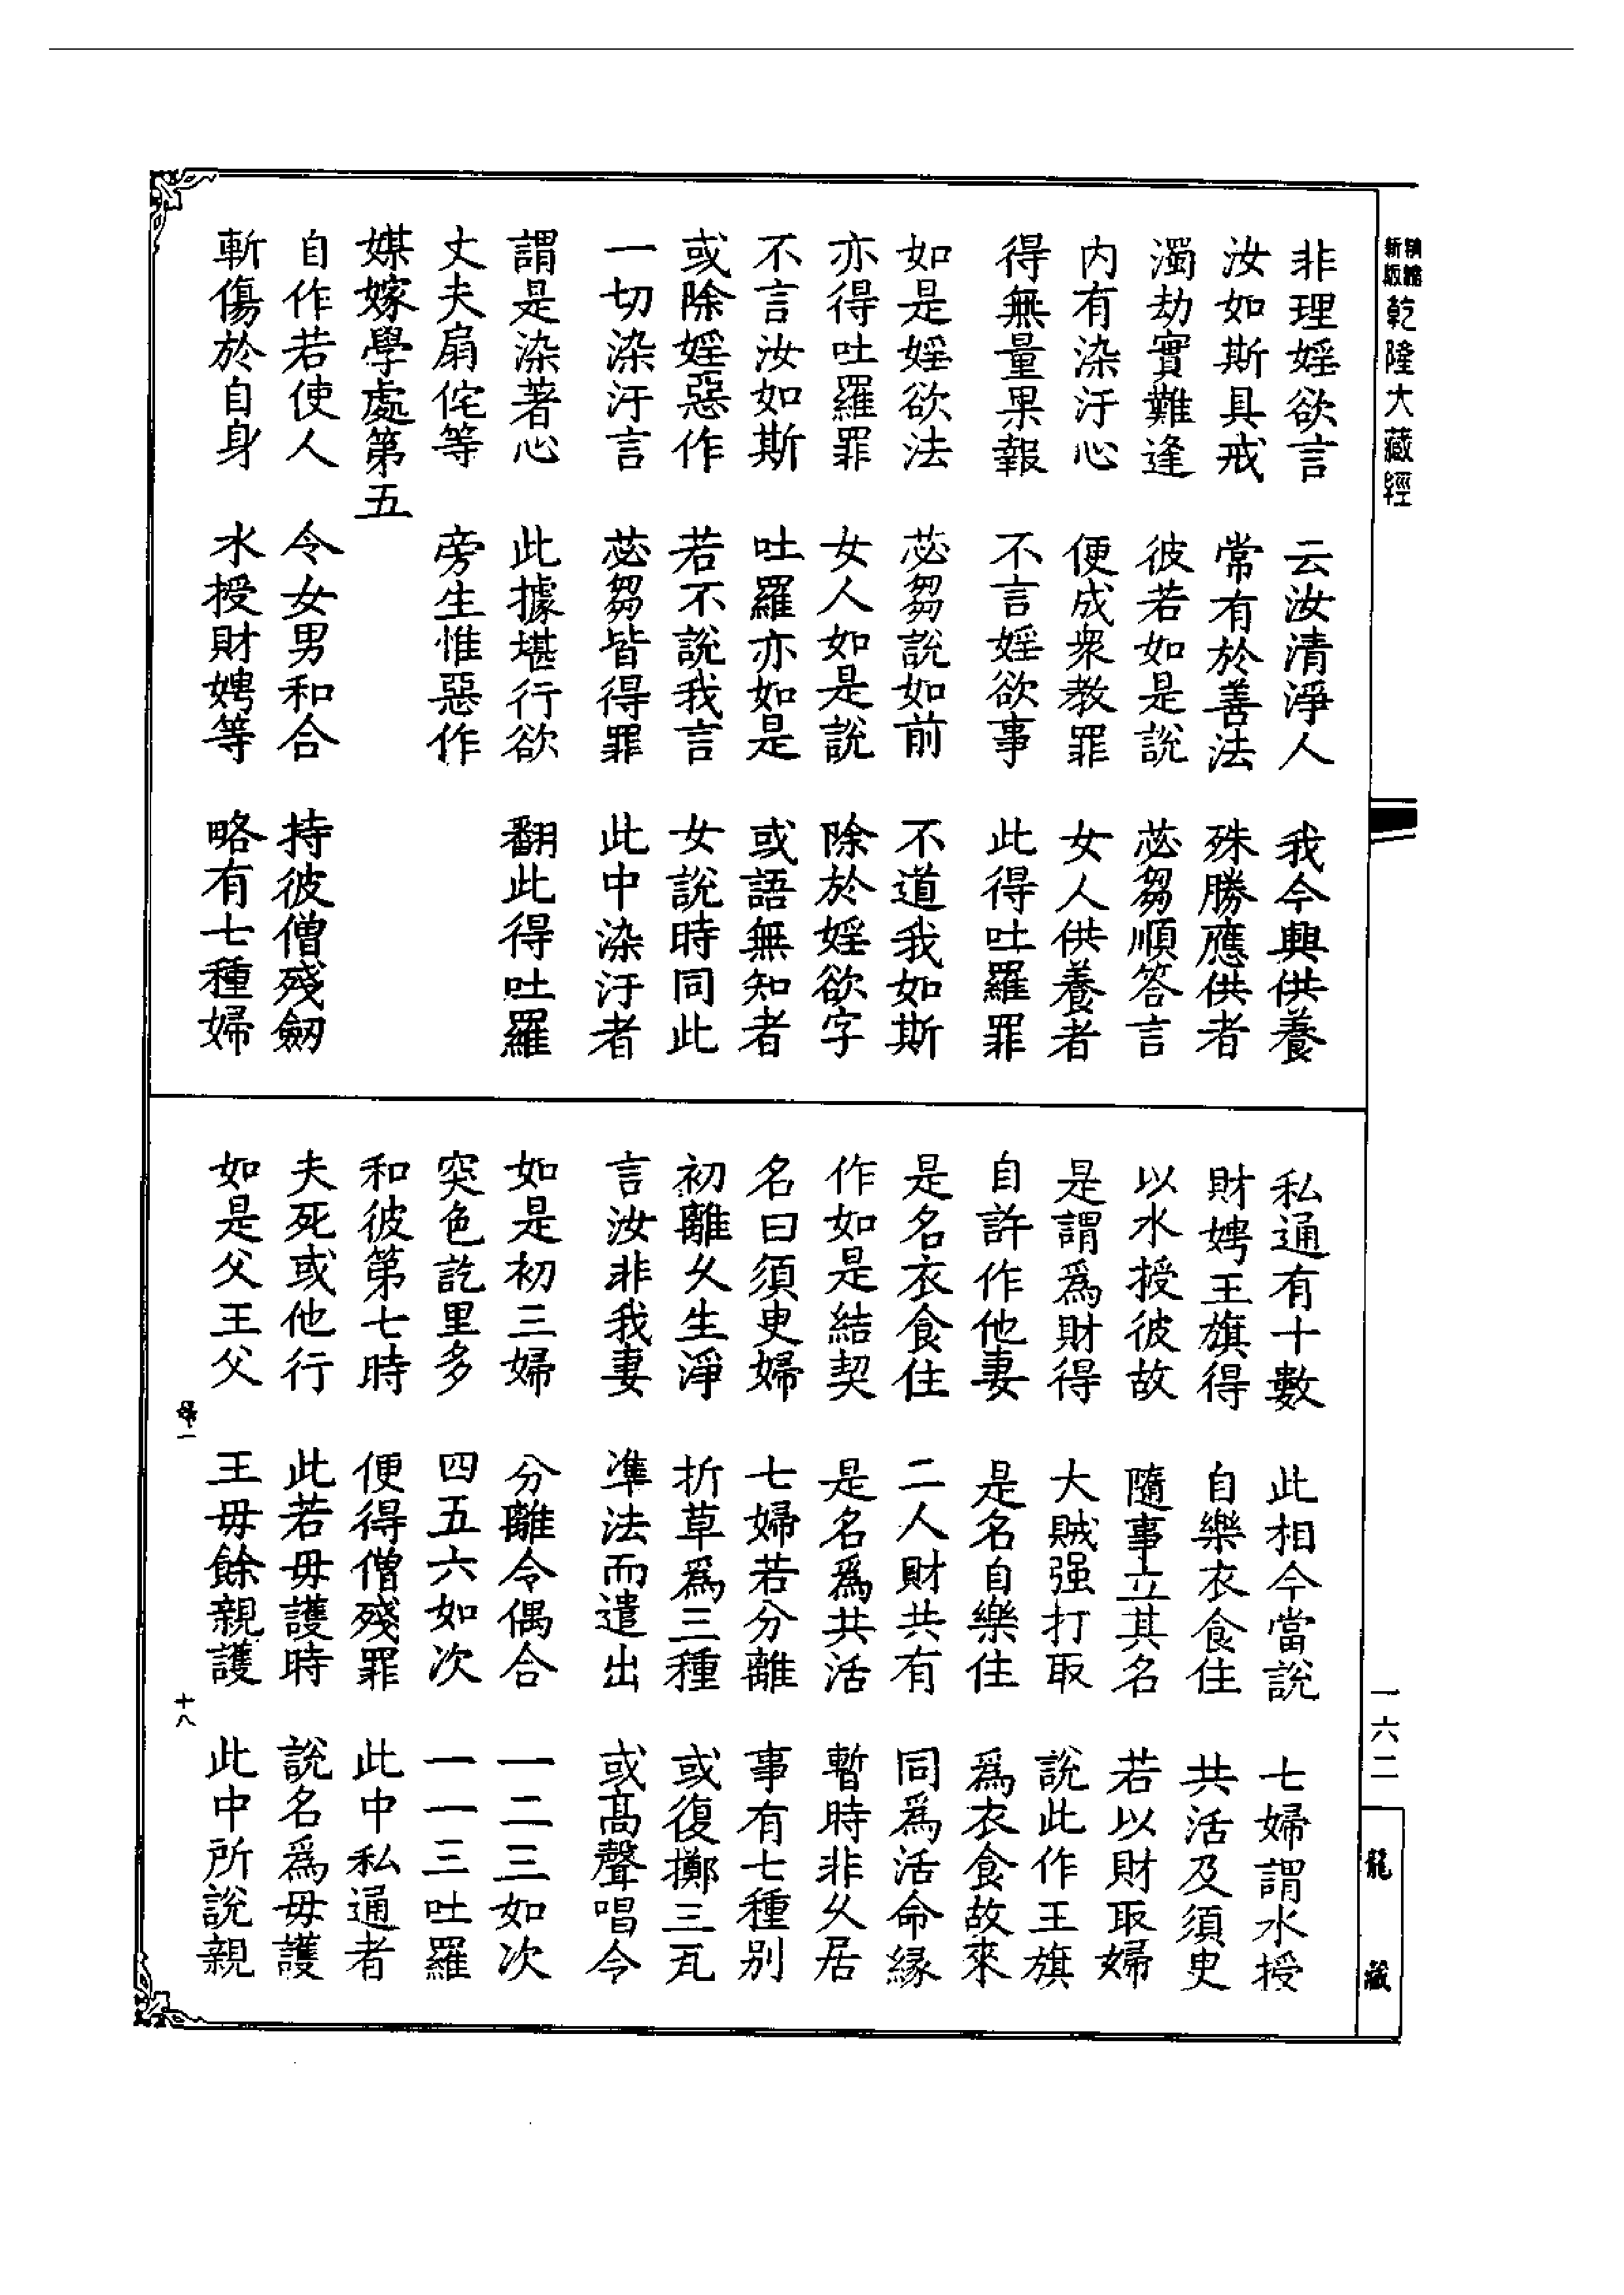 精縮新版乾隆大藏經
非理婬欲言 云汝清淨人 我今興供養
汝如斯具戒 常有於善法 殊勝應供者
濁劫實難逢 彼若如是說 苾芻順答言
内有染汙心 便成衆教罪 女人供養者
得無量果報 不言婬欲事 此得吐羅罪
如是婬欲法 苾芻說如前 不道我如斯
亦得吐羅罪 女人如是說 除於婬欲字
不言汝如斯 吐羅亦如是 或語無知者
或除婬惡作 若不說我言 女說時同此
一切染汙言 苾芻皆得罪 此中染汙者
謂是染著心 此據堪行欲 翻此得吐羅
丈夫扇侘等 旁生惟惡作
媒嫁學處第五
自作若使人 令女男和合 持彼僧殘劒
斬傷於自身 水授財娉等 略有七種婦
私通有十數 此相今當說 七婦謂水授
財娉王旗得 自樂衣食住 共活及須臾
以水授彼故 隨事立其名 若以財取婦
是謂爲財得 大賊强打取 說此作王旗
自許作他妻 是名自樂住 爲衣食故來
是名衣食住 二人財共有 同爲活命緣
作如是結契 是名爲共活 暫時非久居
名曰須臾婦 七婦若分離 事有七種别
初離久生淨 折草爲三種 或復擲三瓦
言汝非我妻 準法而遣出 或高聲唱令
如是初三婦 分離令偶合 一二三如次
突色訖里多 四五六如次 一一三吐羅
和彼第七時 便得僧殘罪 此中私通者
夫死或他行 此若毋護時 說名爲毋護
如是父王父 王毋餘親護 此中所說親
十八
一六二
龍藏